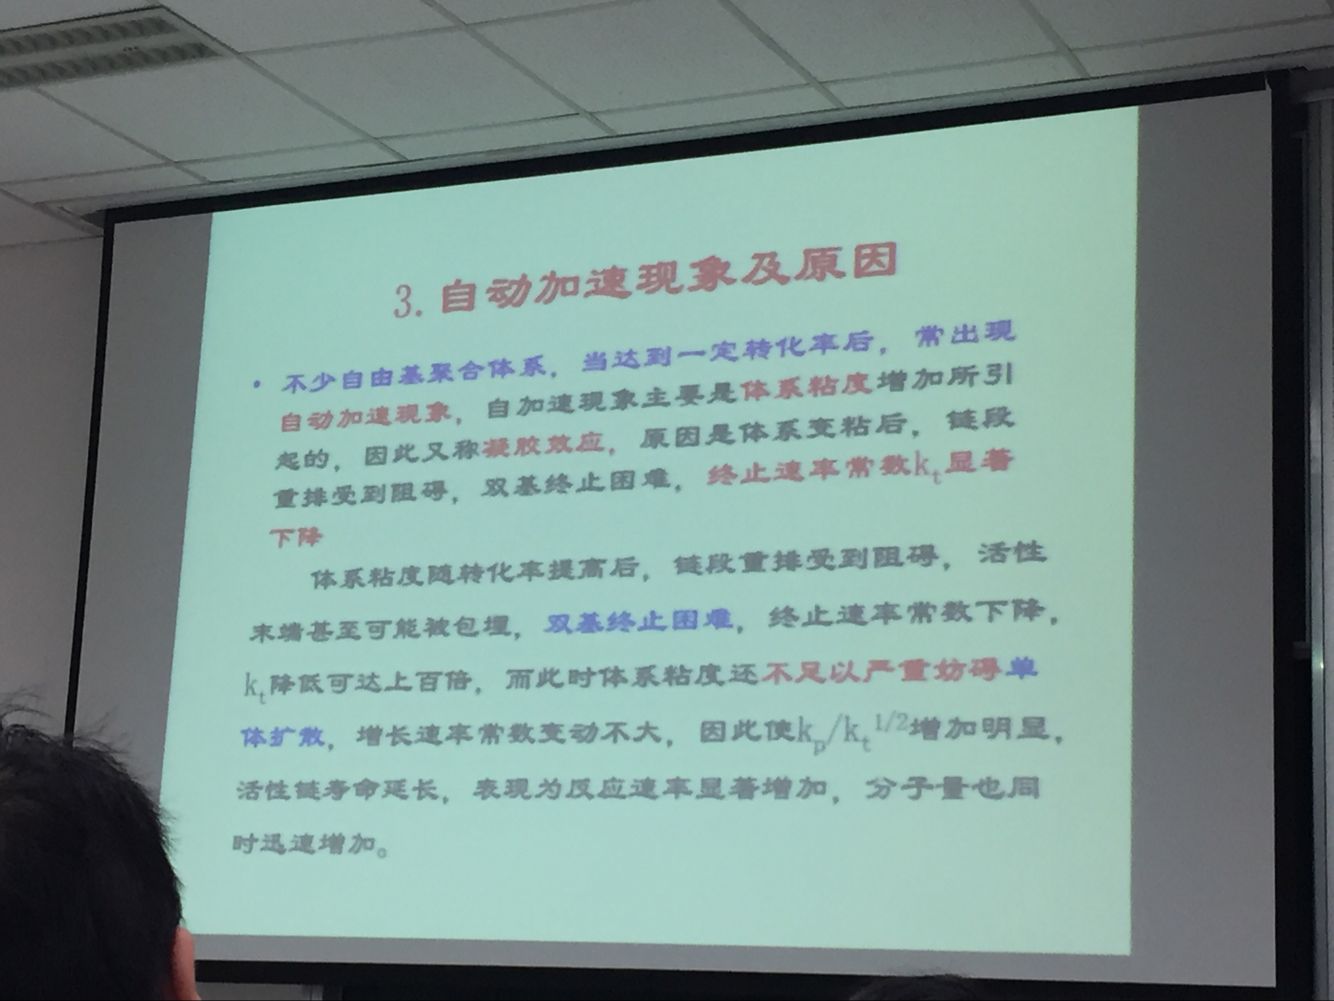 3. 自动加速现象及原因
• 不少自由基聚合体系，当达到一定转化率后，常出现
自动加速现象，自加速现象主要是体系粘度增加所引
起的，因此又称凝胶效应，原因是体系变粘后，链段
重排受到阻碍，双基终止困难，终止速率常数kt显著
下降
体系粘度随转化率提高后，链段重排受到阻碍，活性
末端甚至可能被包埋，双基终止困难，终止速率常数下降，
kt降低可达上百倍，而此时体系粘度还不足以严重妨碍单
体扩散，增长速率常数变动不大，因此使kp/kt1/2增加明显，
活性链寿命延长，表现为反应速率显著增加，分子量也同
时迅速增加。